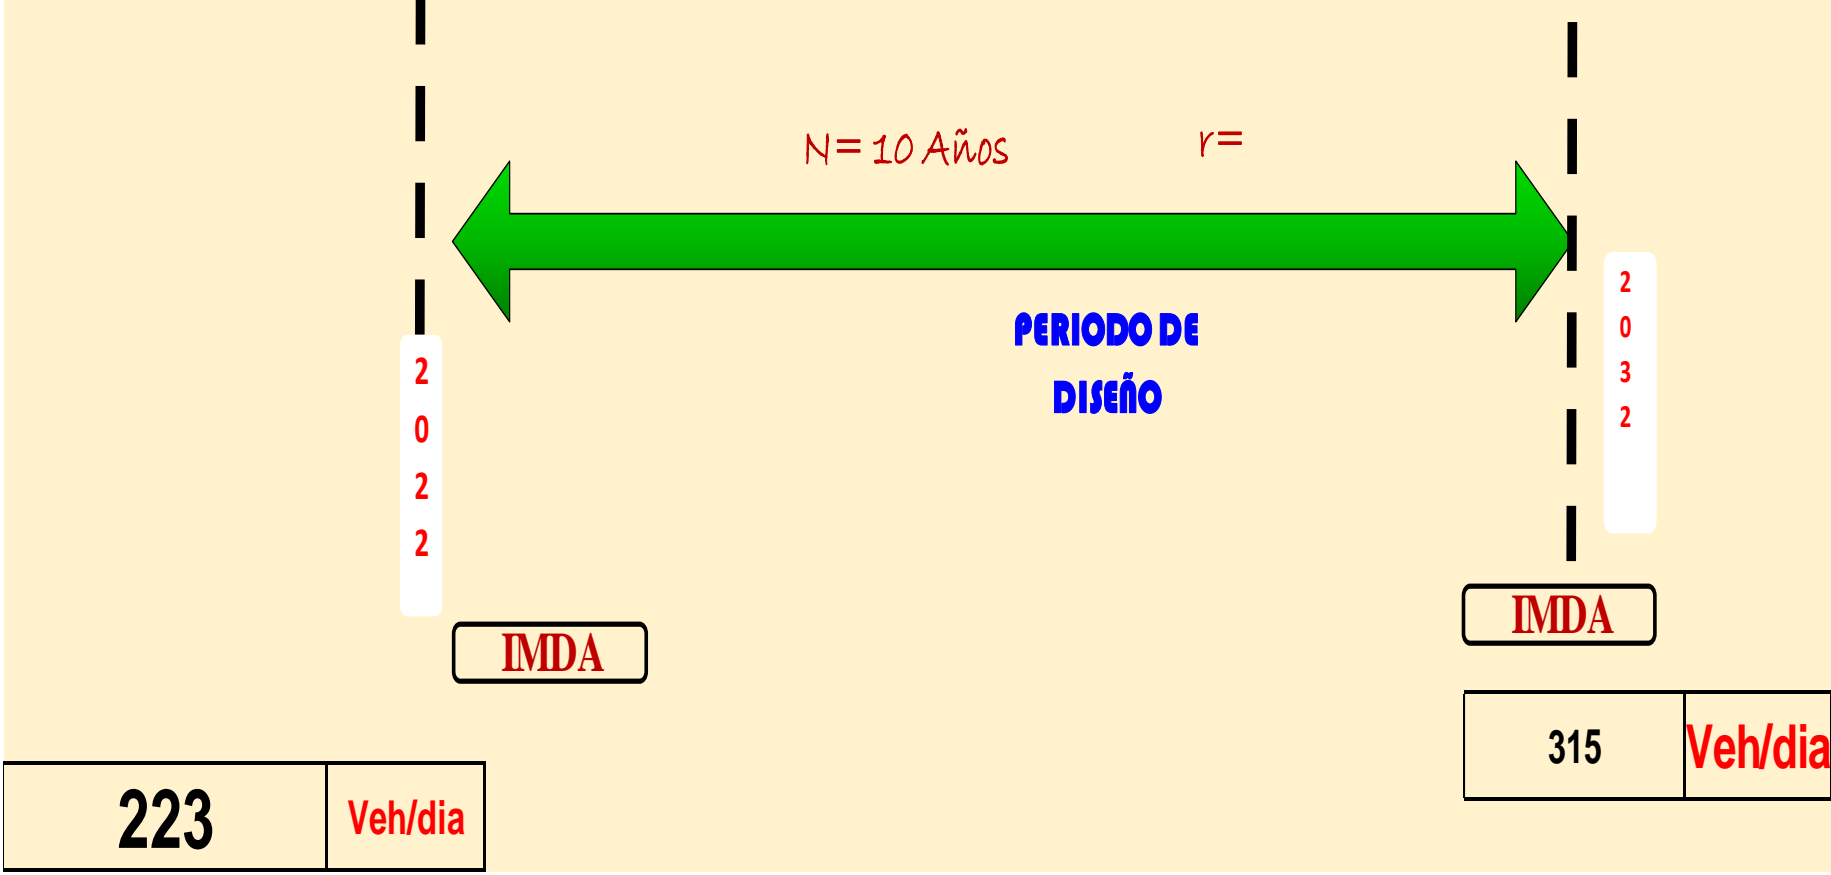 N= 10 Años
r=
PERIODO DE
DISEÑO
2
0
2
2
2
0
3
2
IMDA
IMDA
223
Veh/dia
315
Veh/dia